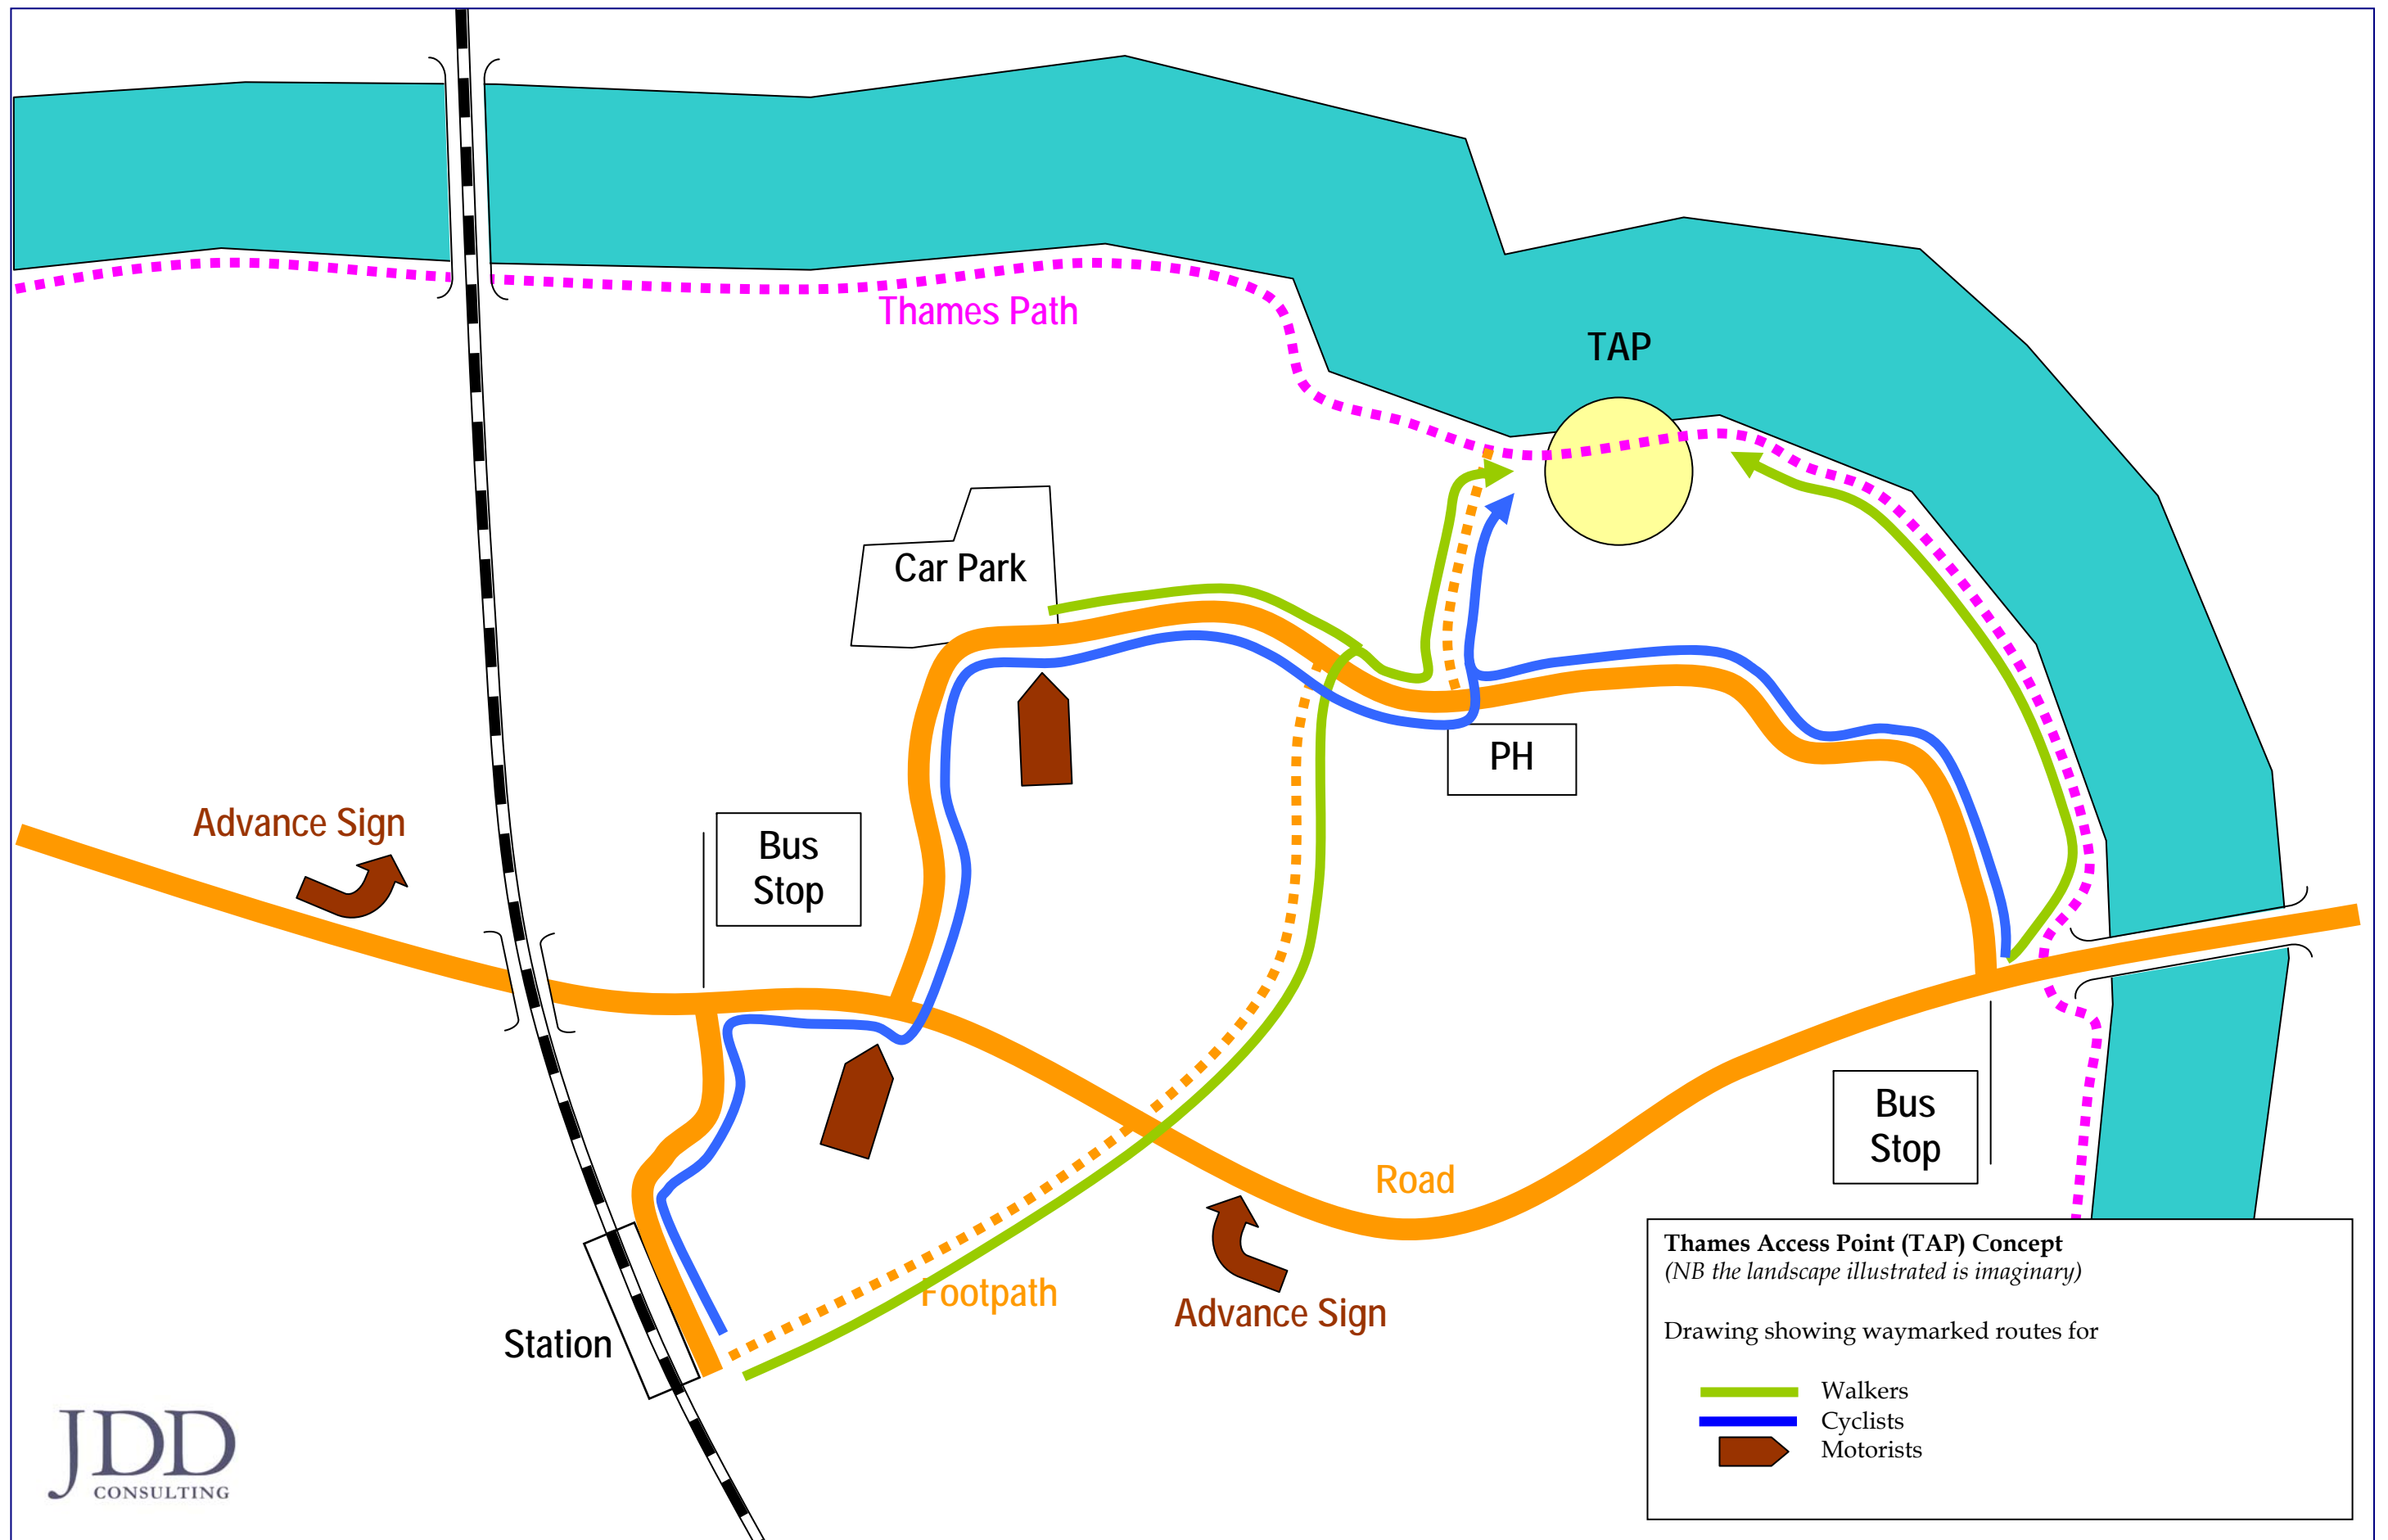 TAP
Thames Path
Car Park
PH
Advance Sign
Bus
Stop
Bus
Stop
Road
Footpath
Advance Sign
Station
Thames Access Point (TAP) Concept
(NB the landscape illustrated is imaginary)
Drawing showing waymarked routes for
Walkers
Cyclists
Motorists
JDD
CONSULTING